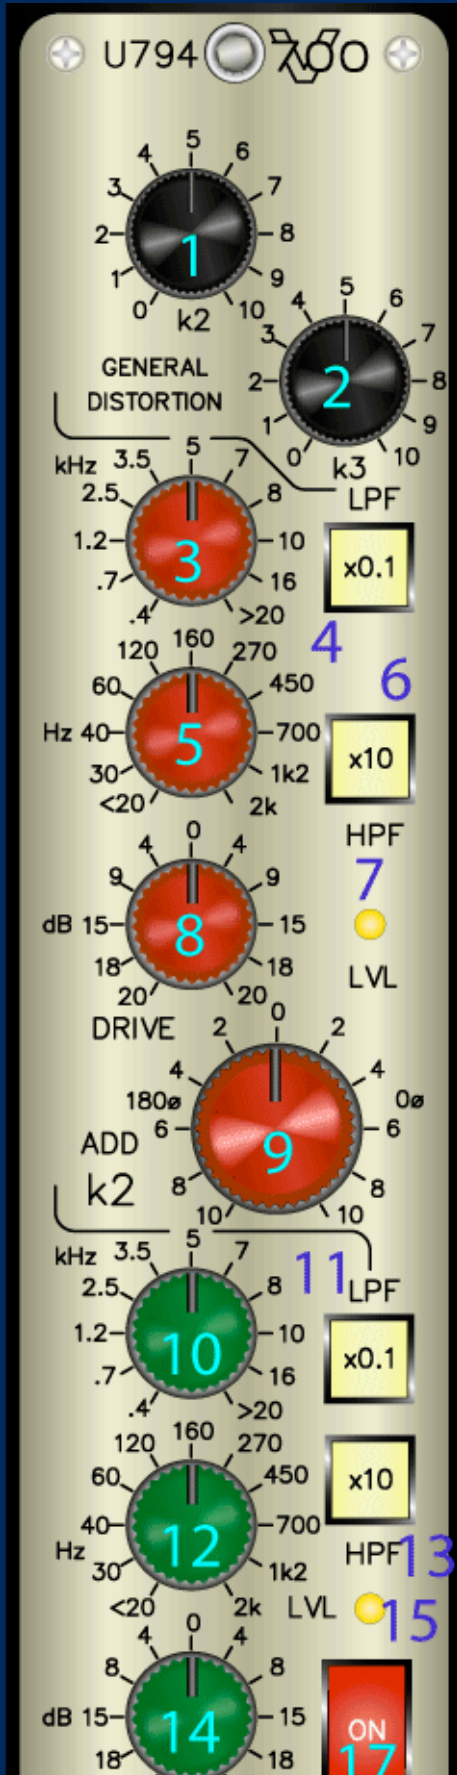 U794 V700
5
4 6
3 7
2 8
1 9
0 10
1
k2
5
4 6
3 7
2 8
1 9
0 10
2
k3
GENERAL
DISTORTION
kHz 3.5 5 7
2.5 8
1.2 10
.7 16
.4 >20
3
LPF
x0.1
4
160
120 270
60 450
Hz 40 700
30 1k2
<20 2k
5
6
x10
HPF
0
4 4
9 9
dB 15 15
18 18
20 20
8
7
LVL
DRIVE
0
2 2
4 4
180ø 0ø
6 6
8 8
10 10
9
ADD
k2
kHz 3.5 5 7
2.5 8
1.2 10
.7 16
.4 >20
10
11
LPF
x0.1
160
120 270
60 450
40 700
Hz 30 1k2
<20 2k
12
x10
HPF
13
LVL
15
0
4 4
8 8
dB 15 15
18 18
14
ON
17